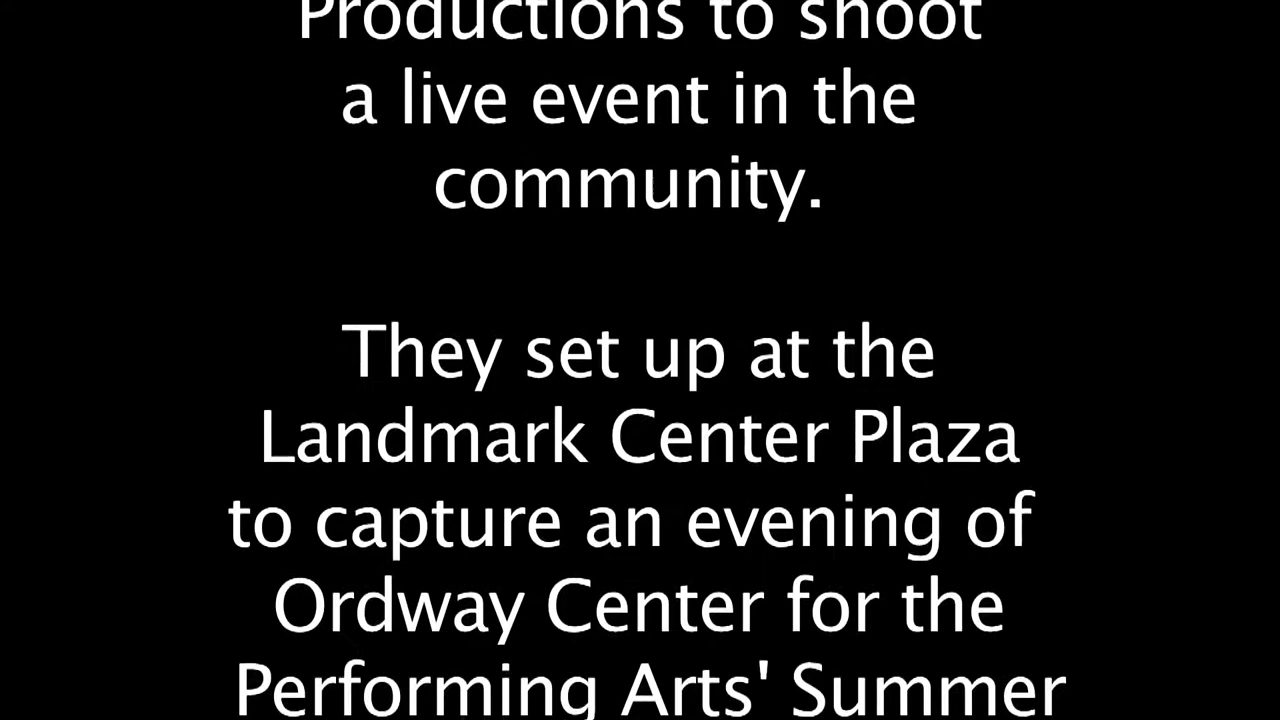 Productions to shoot
a live event in the
community.
They set up at the
Landmark Center Plaza
to capture an evening of
Ordway Center for the
Performing Arts' Summer